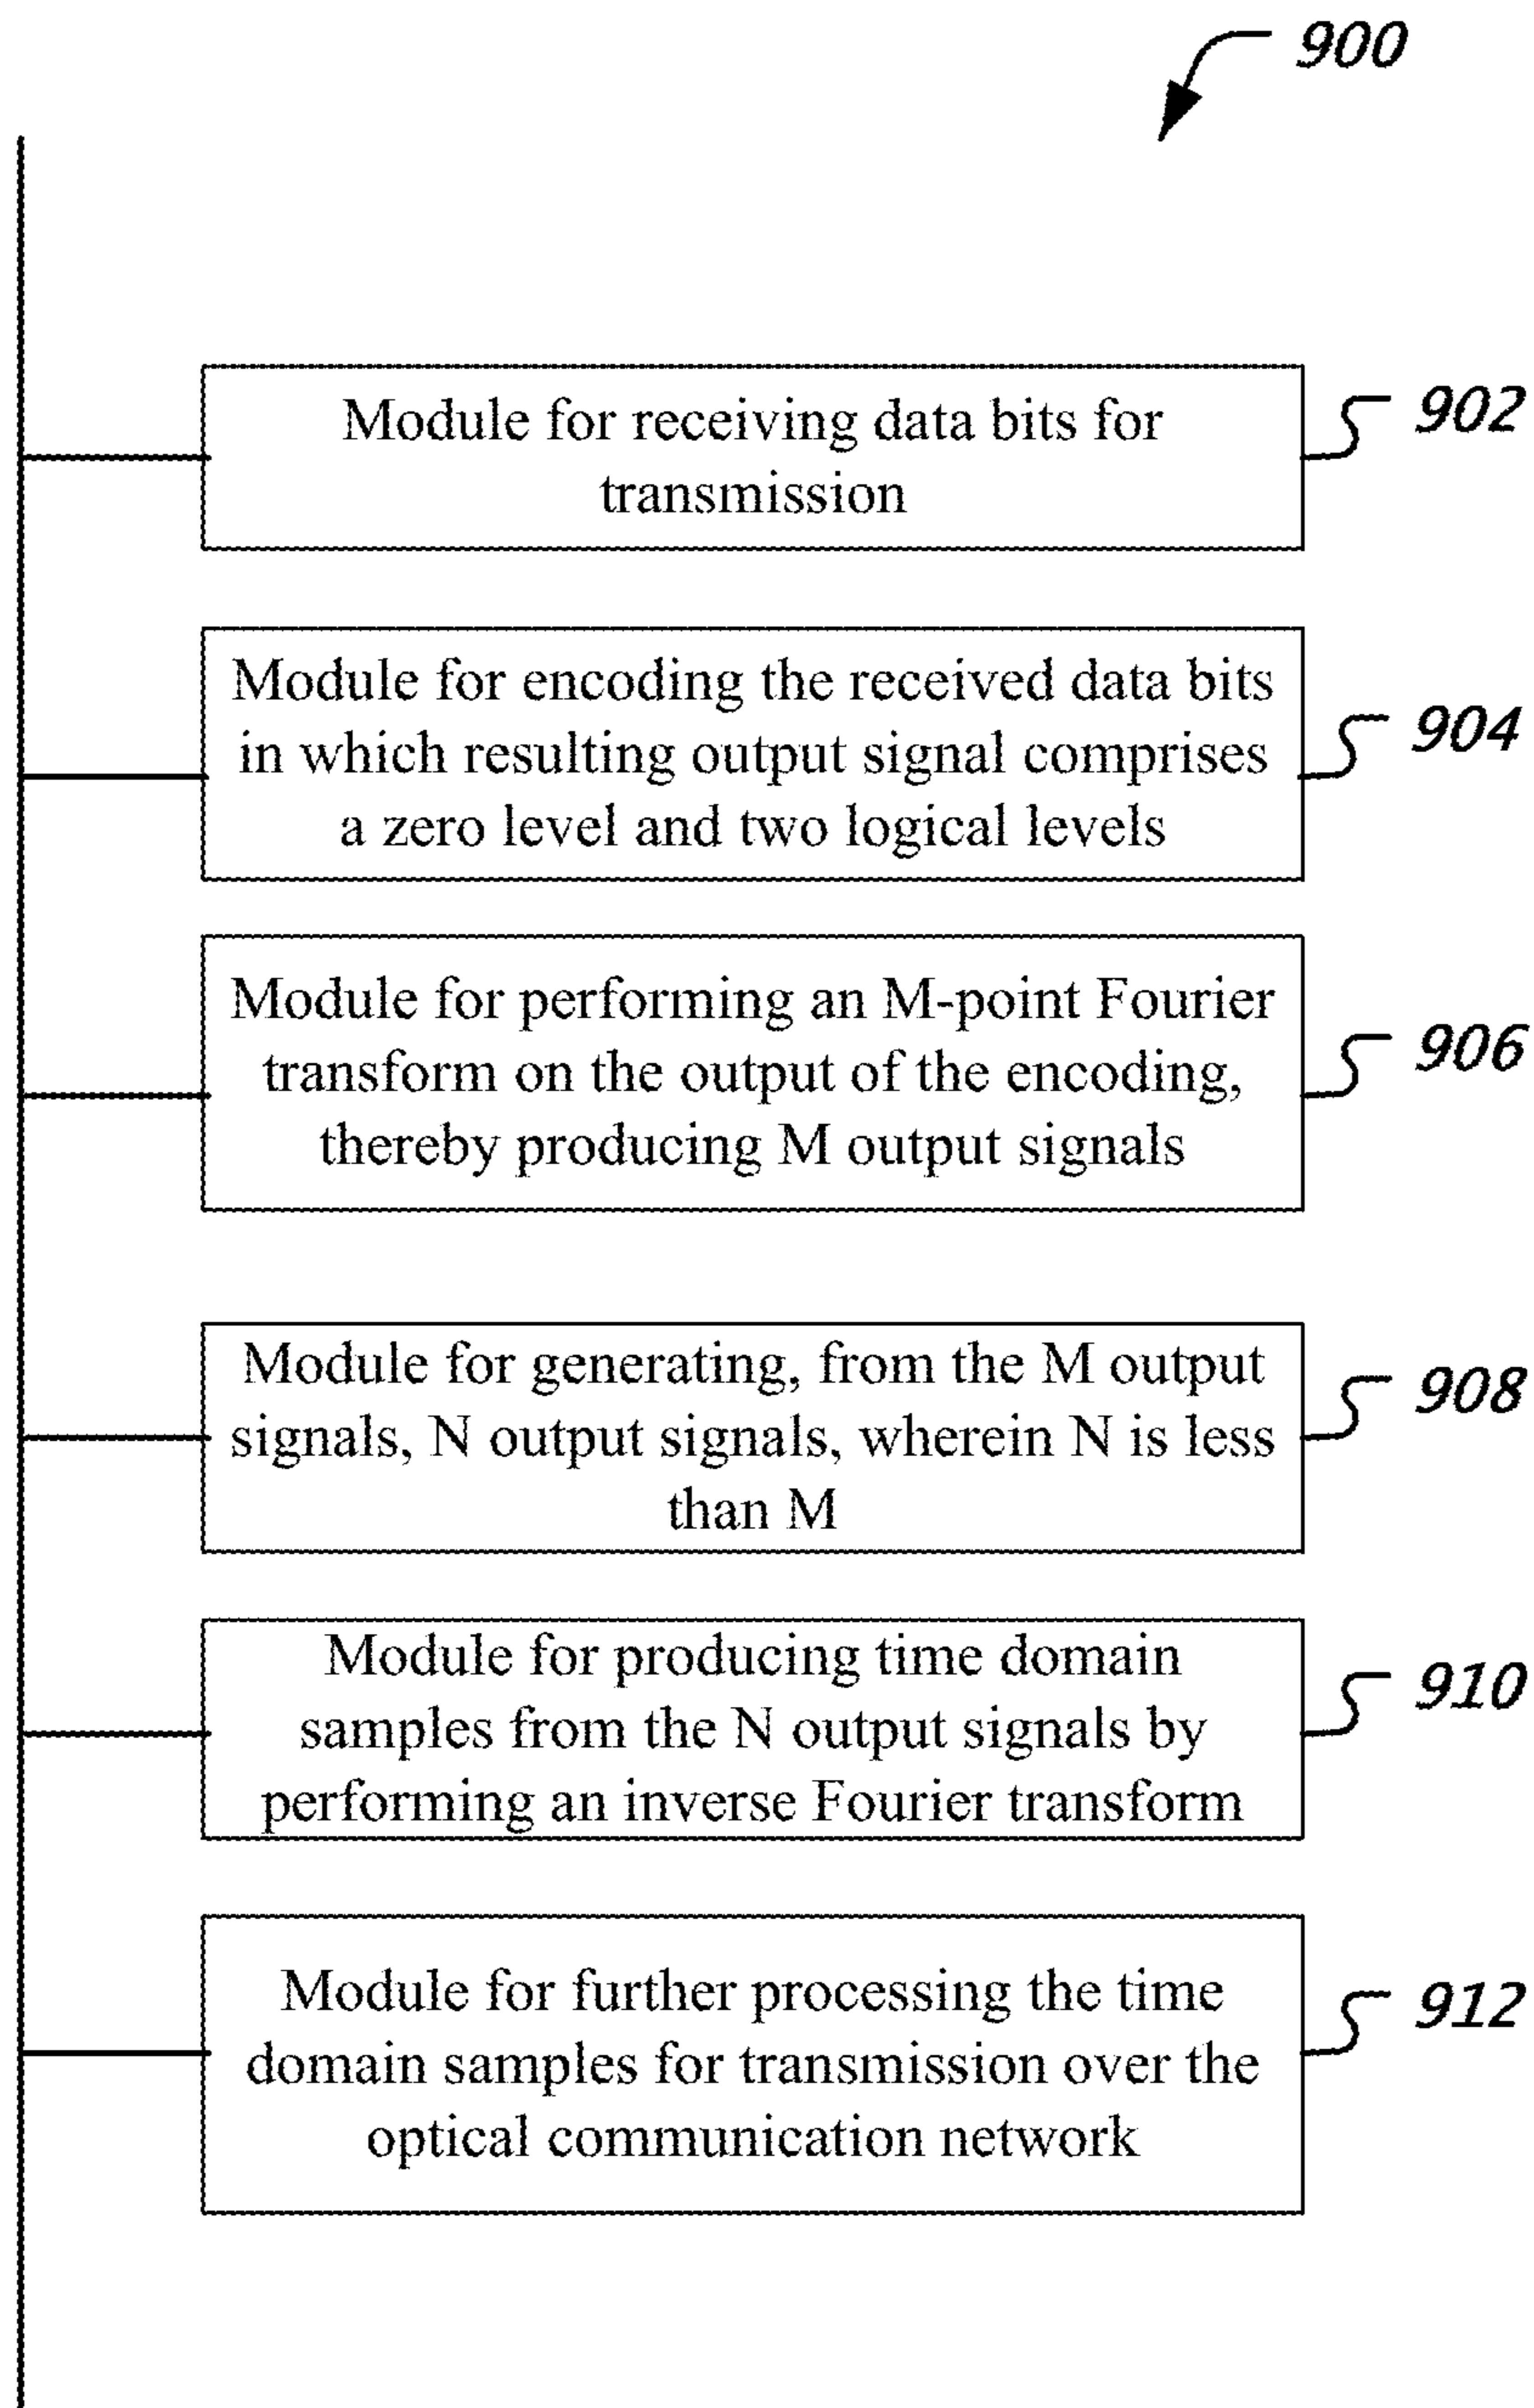 900
Module for receiving data bits for
transmission
902
Module for encoding the received data bits
in which resulting output signal comprises
a zero level and two logical levels
904
Module for performing an M-point Fourier
transform on the output of the encoding,
thereby producing M output signals
906
Module for generating, from the M output
signals, N output signals, wherein N is less
than M
908
Module for producing time domain
samples from the N output signals by
performing an inverse Fourier transform
910
Module for further processing the time
domain samples for transmission over the
optical communication network
912